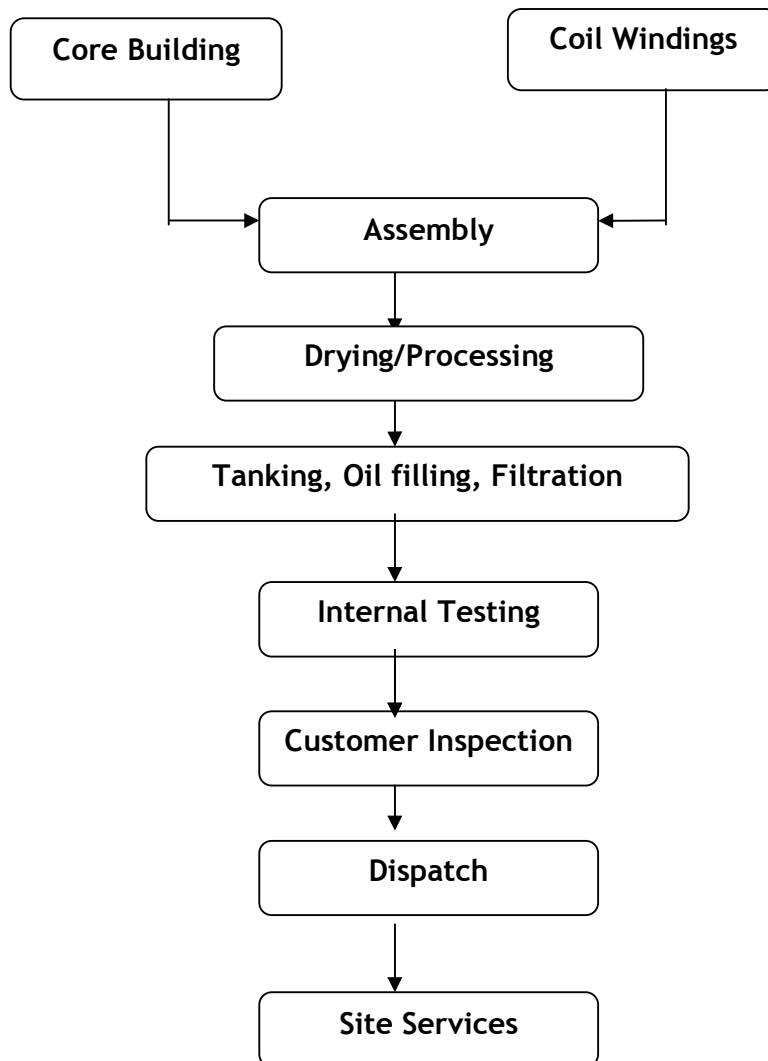 Core Building
Coil Windings
Assembly
Drying/Processing
Tanking, Oil filling, Filtration
Internal Testing
Customer Inspection
Dispatch
Site Services